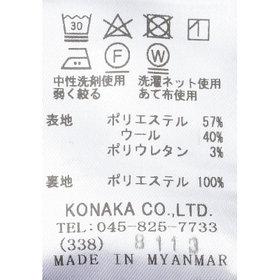 30
F W
中性洗剤使用 洗濯ネット使用
弱く絞る あて布使用
表地 ポリエステル 57%
ウール 40%
ポリウレタン 3%
裏地 ポリエステル 100%
KONAKA CO.,LTD.
TEL:045-825-7733
(338) 8113
MADE IN MYANMAR